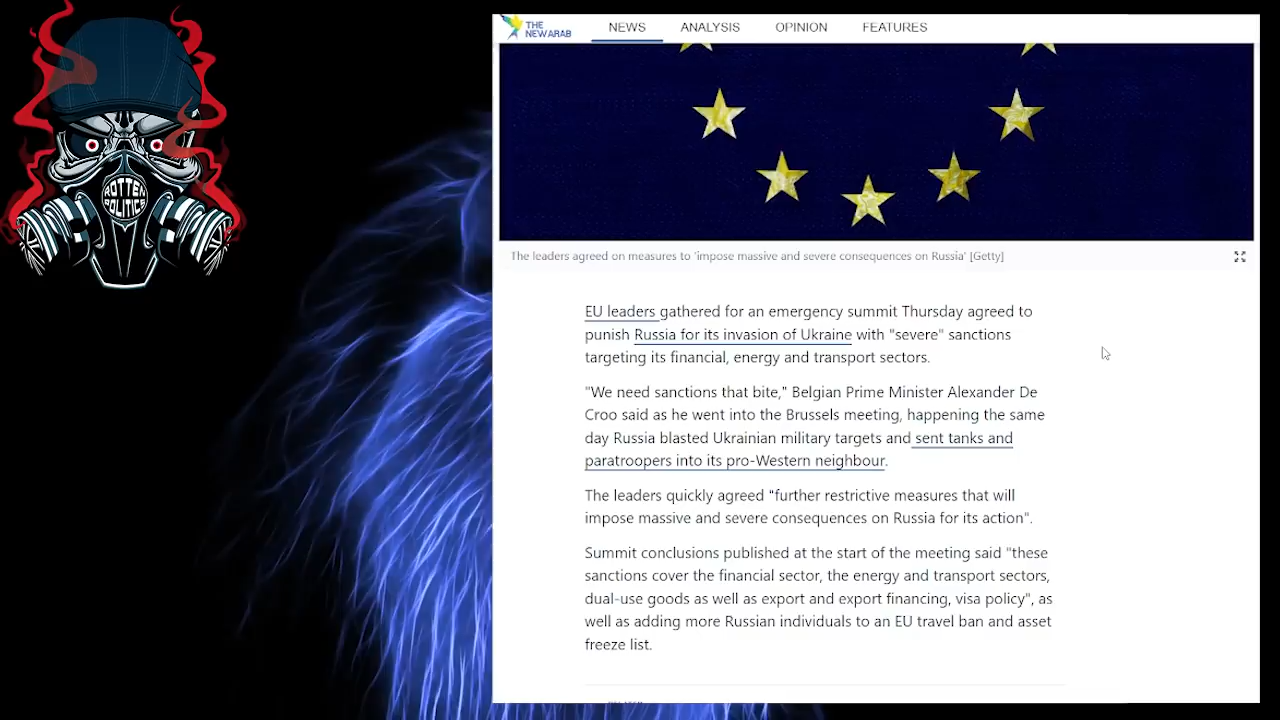 ROTTEN
POLITICS
THE
NEW ARAB
NEWS
ANALYSIS
OPINION
FEATURES
The leaders agreed on measures to 'impose massive and severe consequences on Russia' [Getty]
EU leaders gathered for an emergency summit Thursday agreed to
punish Russia for its invasion of Ukraine with "severe" sanctions
targeting its financial, energy and transport sectors.
"We need sanctions that bite," Belgian Prime Minister Alexander De
Croo said as he went into the Brussels meeting, happening the same
day Russia blasted Ukrainian military targets and sent tanks and
paratroopers into its pro-Western neighbour.
The leaders quickly agreed "further restrictive measures that will
impose massive and severe consequences on Russia for its action".
Summit conclusions published at the start of the meeting said "these
sanctions cover the financial sector, the energy and transport sectors,
dual-use goods as well as export and export financing, visa policy", as
well as adding more Russian individuals to an EU travel ban and asset
freeze list.